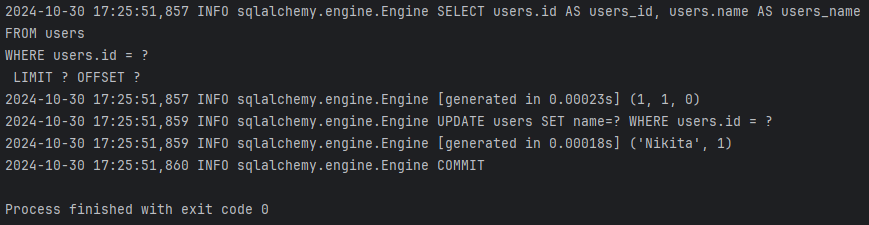 2024-10-30 17:25:51,857 INFO sqlalchemy.engine.Engine SELECT users.id AS users_id, users.name AS users_name
FROM users
WHERE users.id = ?
 LIMIT ? OFFSET ?
2024-10-30 17:25:51,857 INFO sqlalchemy.engine.Engine [generated in 0.00023s] (1, 1, 0)
2024-10-30 17:25:51,859 INFO sqlalchemy.engine.Engine UPDATE users SET name=? WHERE users.id = ?
2024-10-30 17:25:51,859 INFO sqlalchemy.engine.Engine [generated in 0.00018s] ('Nikita', 1)
2024-10-30 17:25:51,860 INFO sqlalchemy.engine.Engine COMMIT
Process finished with exit code 0